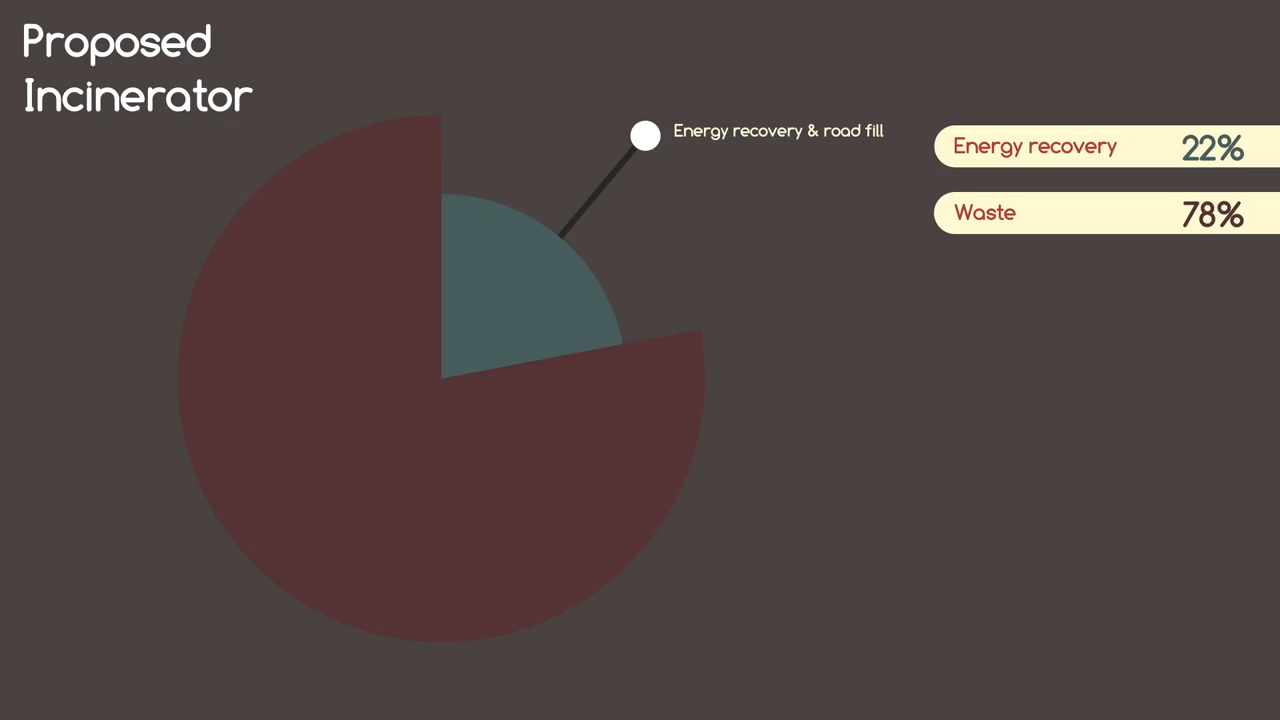 Proposed
Incinerator
Energy recovery & road fill
Energy recovery 22%
Waste 78%